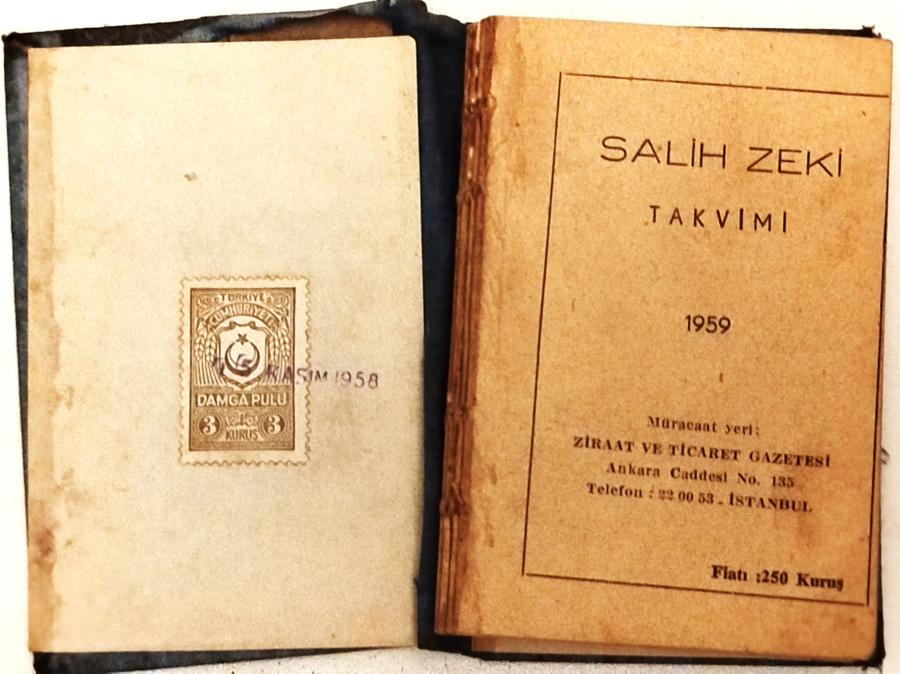 TÜRKİYE
CUMHURİYETİ
KASIM 1958
DAMGA PULU
3 3
KURUŞ
SALİH ZEKİ
TAKVİMİ
1959
Müracaat yeri:
ZİRAAT VE TİCARET GAZETESİ
Ankara Caddesi No. 135
Telefon : 22 00 53 - İSTANBUL
Fiatı :250 Kuruş